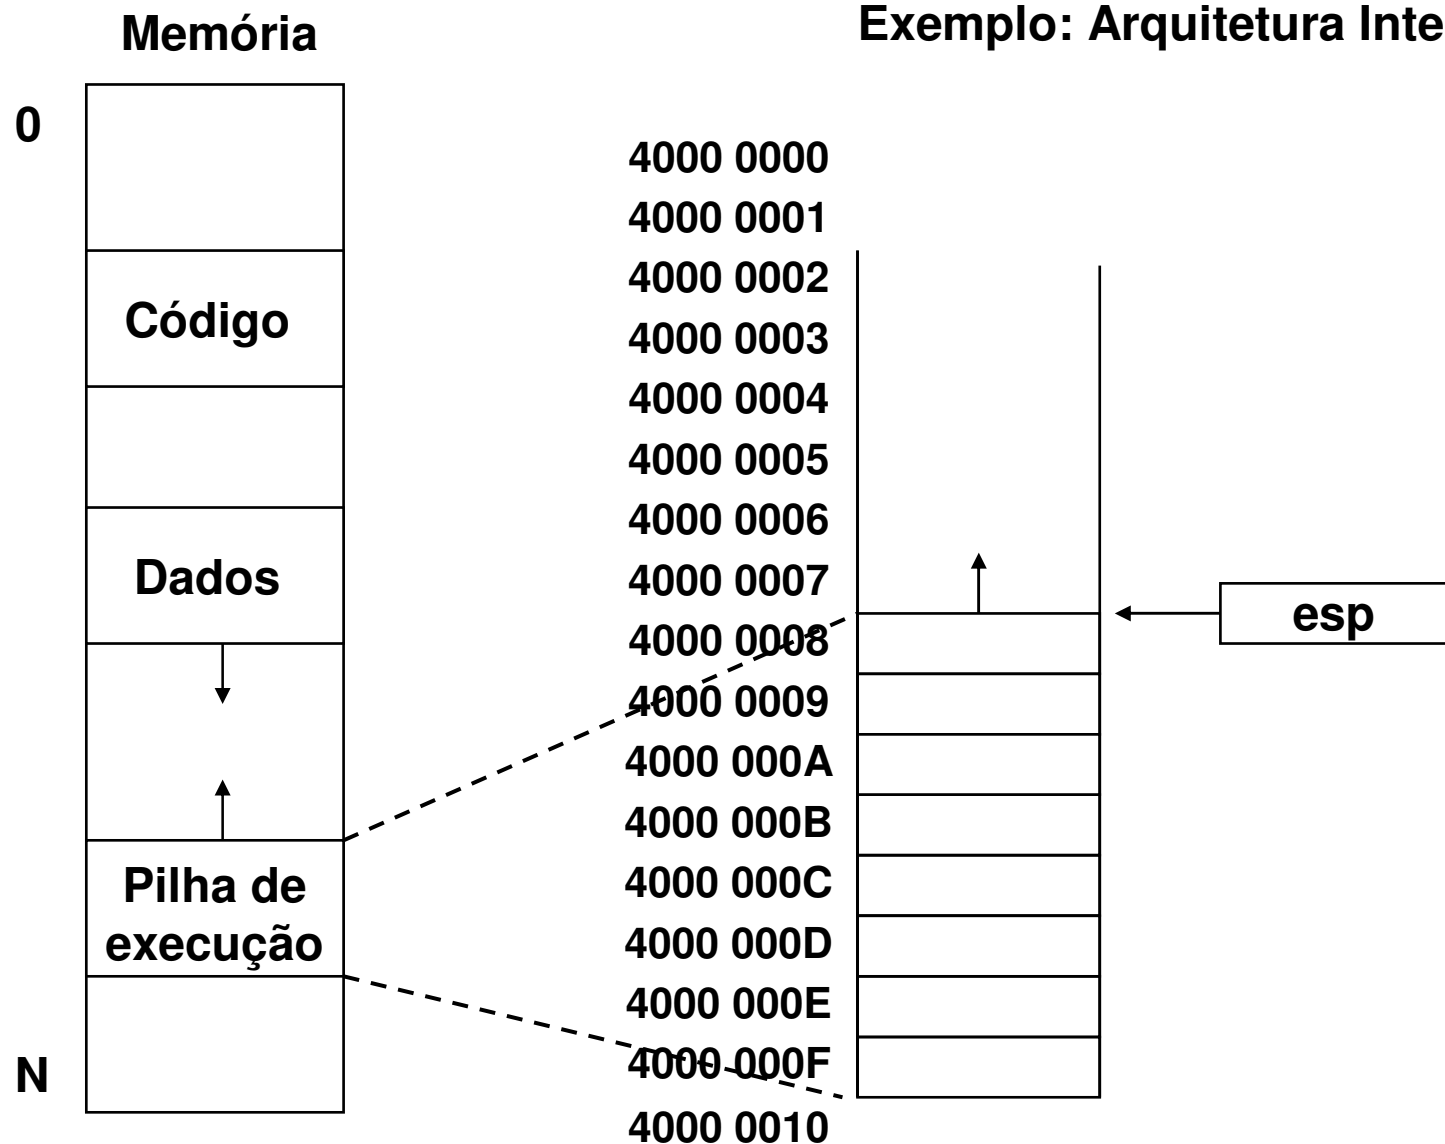 Memória
Exemplo: Arquitetura Inte
0
Código
Dados
Pilha de
execução
N
4000 0000
4000 0001
4000 0002
4000 0003
4000 0004
4000 0005
4000 0006
4000 0007
4000 0008
4000 0009
4000 000A
4000 000B
4000 000C
4000 000D
4000 000E
4000 000F
4000 0010
esp